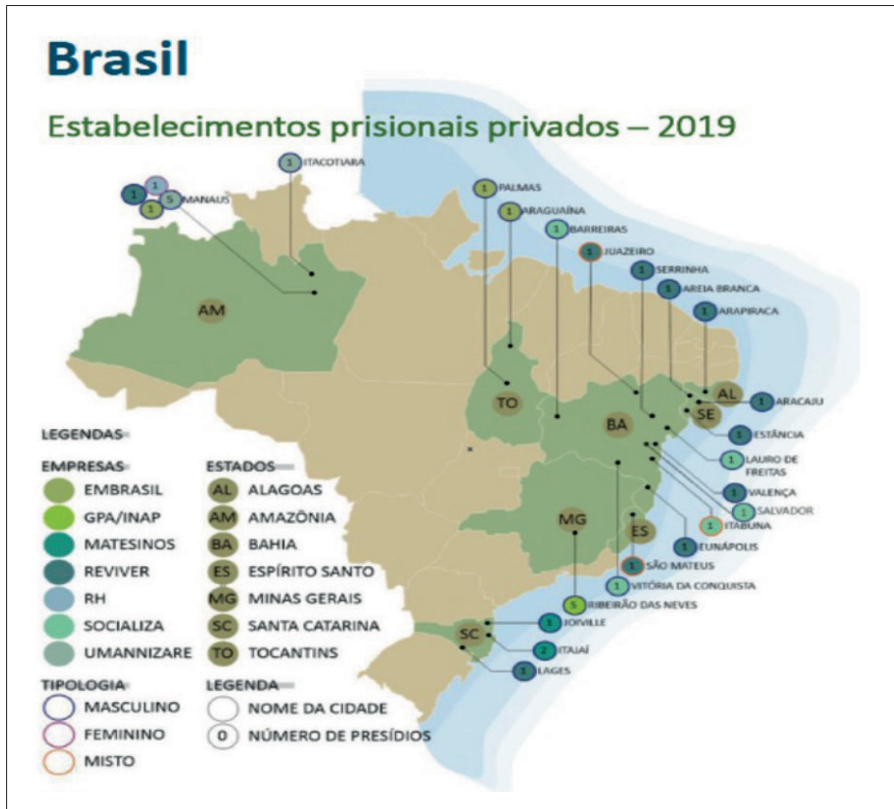 Brasil
Estabelecimentos prisionais privados – 2019
1 ITACOTIARA
1
1
5 MANAUS
1
1 PALMAS
1 ARAGUAÍNA
1 BARREIRAS
1 JUAZEIRO
1 SERRINHA
1 AREIA BRANCA
1 ARAPIRACA
AM
TO
BA
AL
SE
MG
ES
SC
1 ARACAJU
1 ESTÂNCIA
1 LAURO DE
FREITAS
1 VALENÇA
1 SALVADOR
1 ITABUNA
1 EUNÁPOLIS
1 SÃO MATEUS
1 VITÓRIA DA CONQUISTA
5 RIBEIRÃO DAS NEVES
1 JOIVILLE
2 ITAJAÍ
1 LAGES
LEGENDAS
EMPRESAS
EMBRASIL
GPA/INAP
MATESINOS
REVIVER
RH
SOCIALIZA
UMANNIZARE
ESTADOS
AL ALAGOAS
AM AMAZÔNIA
BA BAHIA
ES ESPÍRITO SANTO
MG MINAS GERAIS
SC SANTA CATARINA
TO TOCANTINS
TIPOLOGIA
MASCULINO
FEMININO
MISTO
LEGENDA
NOME DA CIDADE
0 NÚMERO DE PRESÍDIOS